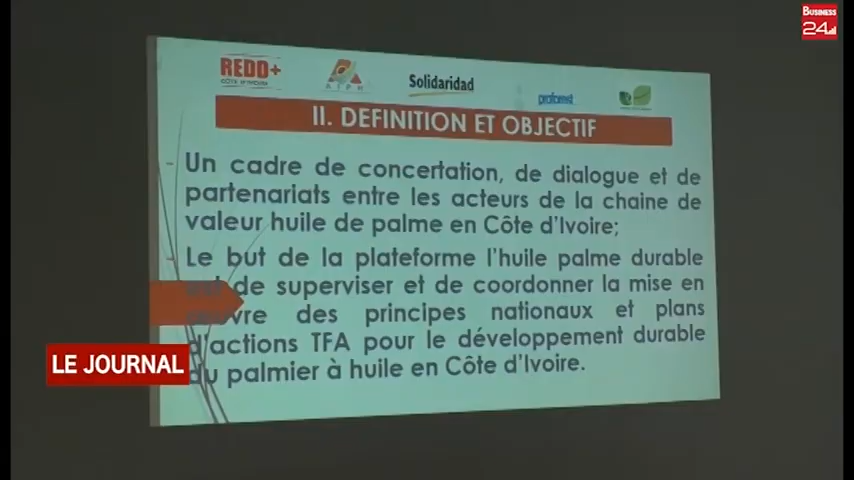 BUSINESS
24
REDD+
CÔTE D'IVOIRE
A I P H
Solidaridad
proforest
II. DEFINITION ET OBJECTIF
Un cadre de concertation, de dialogue et de
partenariats entre les acteurs de la chaine de
valeur huile de palme en Côte d'Ivoire;
Le but de la plateforme l'huile palme durable
est de superviser et de coordonner la mise en
œuvre des principes nationaux et plans
d'actions TFA pour le développement durable
du palmier à huile en Côte d'Ivoire.
LE JOURNAL